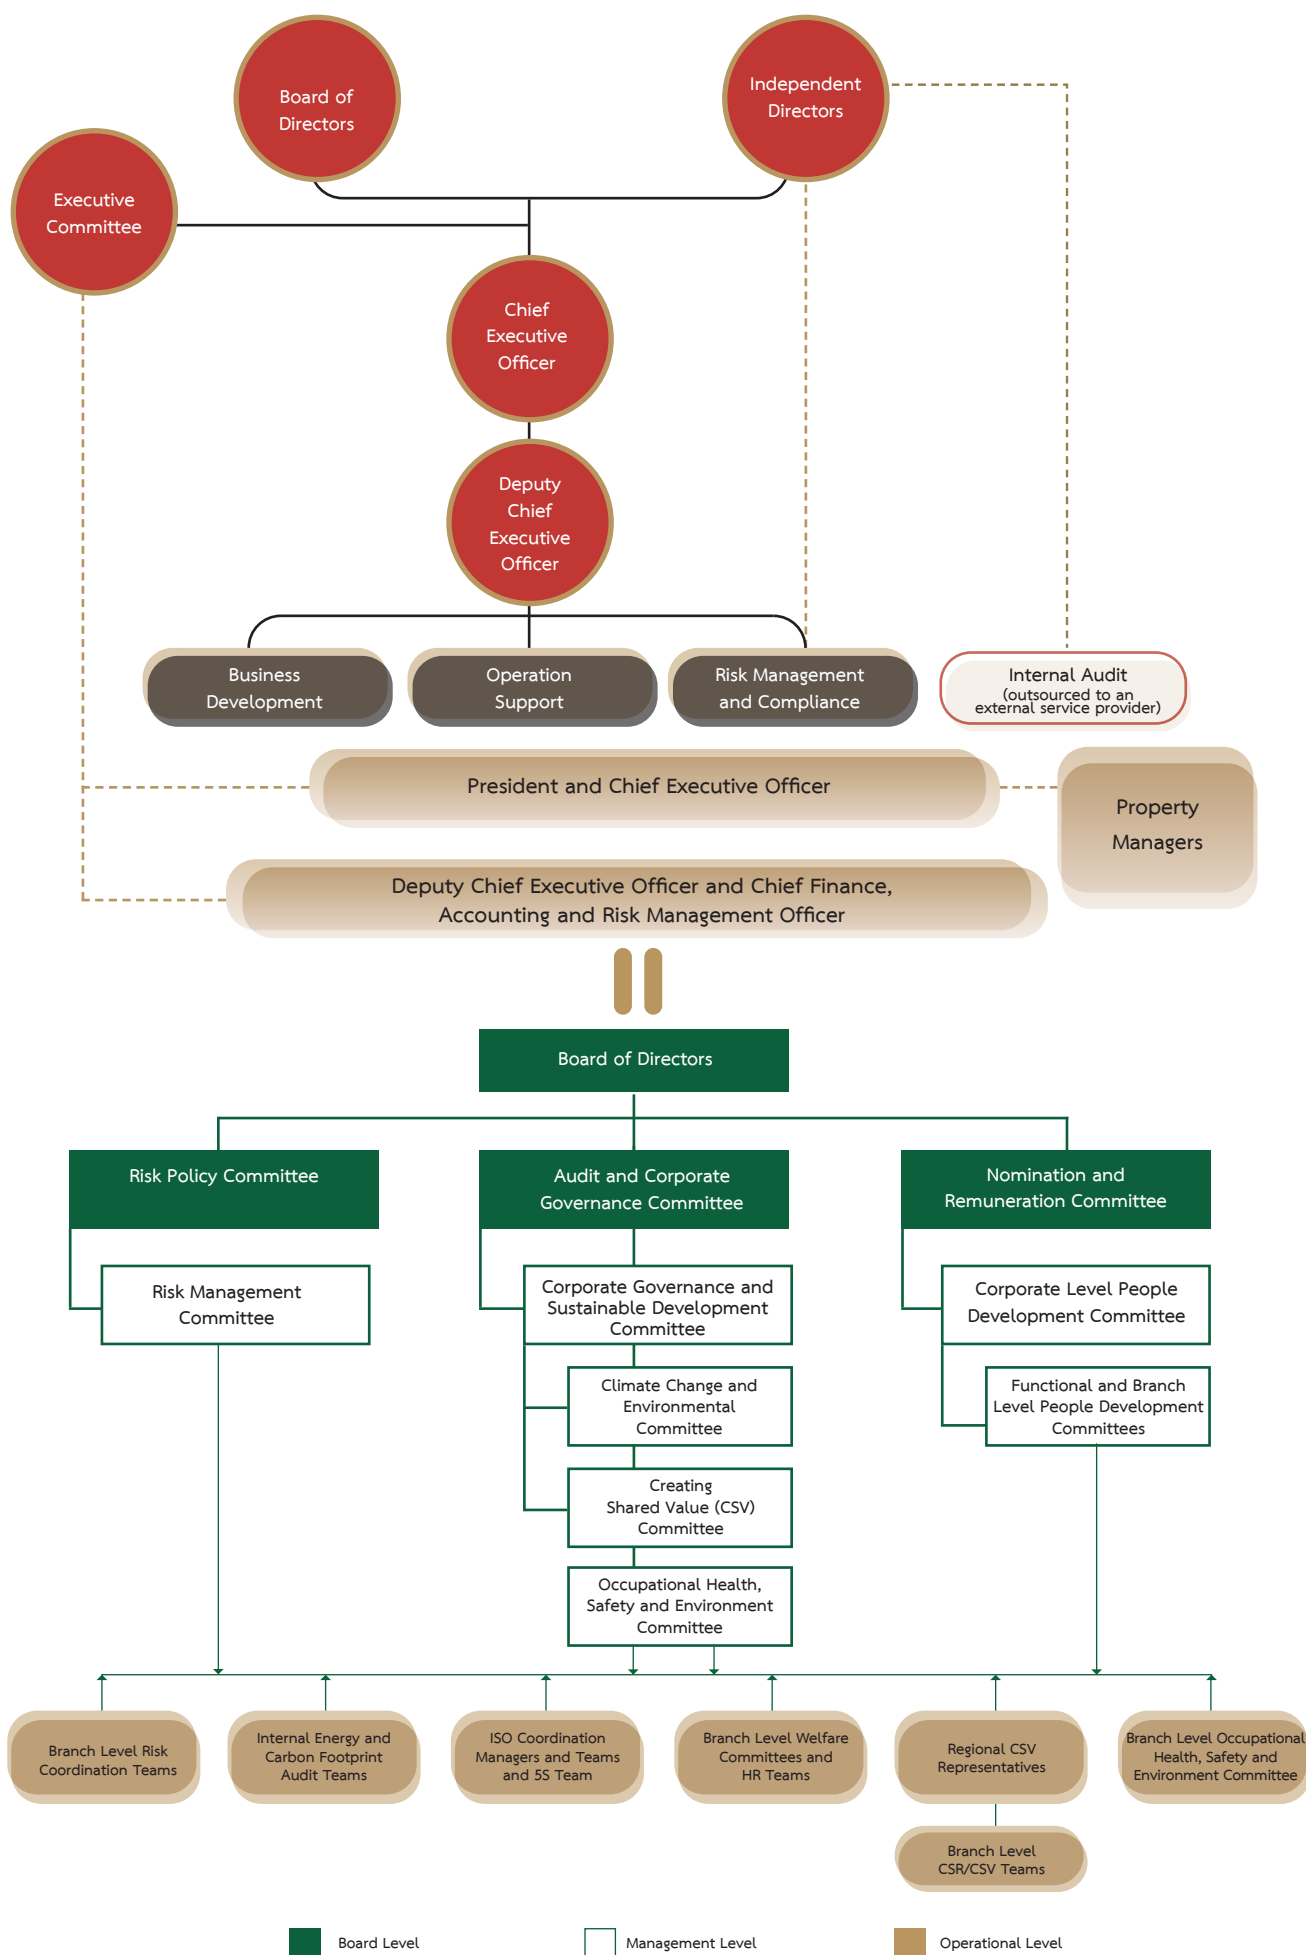 Board of
Directors
Independent
Directors
Executive
Committee
Chief
Executive
Officer
Deputy
Chief
Executive
Officer
Business
Development
Operation
Support
Risk Management
and Compliance
Internal Audit
(outsourced to an
external service provider)
President and Chief Executive Officer
Property
Managers
Deputy Chief Executive Officer and Chief Finance,
Accounting and Risk Management Officer
Board of Directors
Risk Policy Committee
Audit and Corporate
Governance Committee
Nomination and
Remuneration Committee
Risk Management
Committee
Corporate Governance and
Sustainable Development
Committee
Corporate Level People
Development Committee
Climate Change and
Environmental
Committee
Functional and Branch
Level People Development
Committees
Creating
Shared Value (CSV)
Committee
Occupational Health,
Safety and Environment
Committee
Branch Level Risk
Coordination Teams
Internal Energy and
Carbon Footprint
Audit Teams
ISO Coordination
Managers and Teams
and 5S Team
Branch Level Welfare
Committees and
HR Teams
Regional CSV
Representatives
Branch Level Occupational
Health, Safety and
Environment Committee
Branch Level
CSR/CSV Teams
Board Level
Management Level
Operational Level